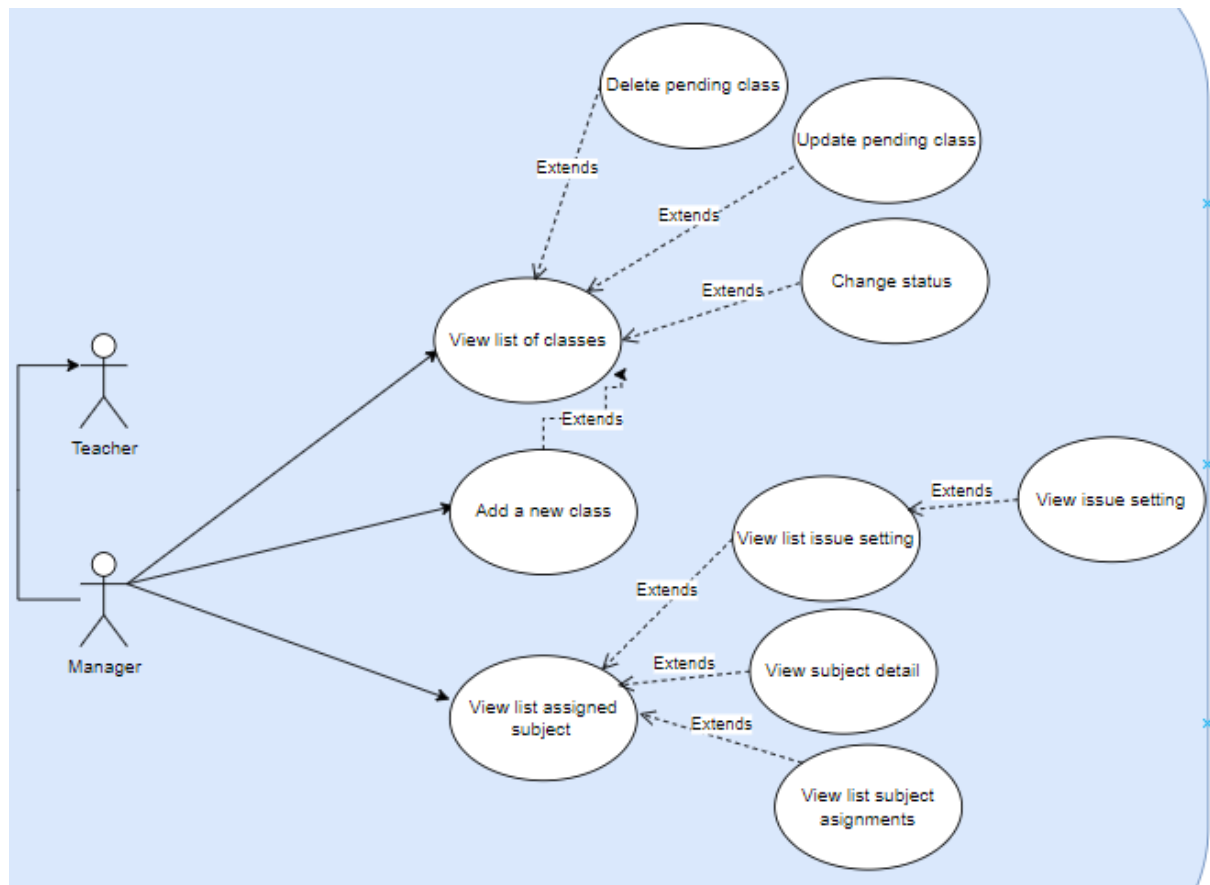 Delete pending class
Update pending class
Extends
Extends
Change status
Extends
View list of classes
Extends
Teacher
Add a new class
View list issue setting
Extends
View issue setting
Extends
Manager
View list assigned
subject
Extends
View subject detail
Extends
View list subject
asignments